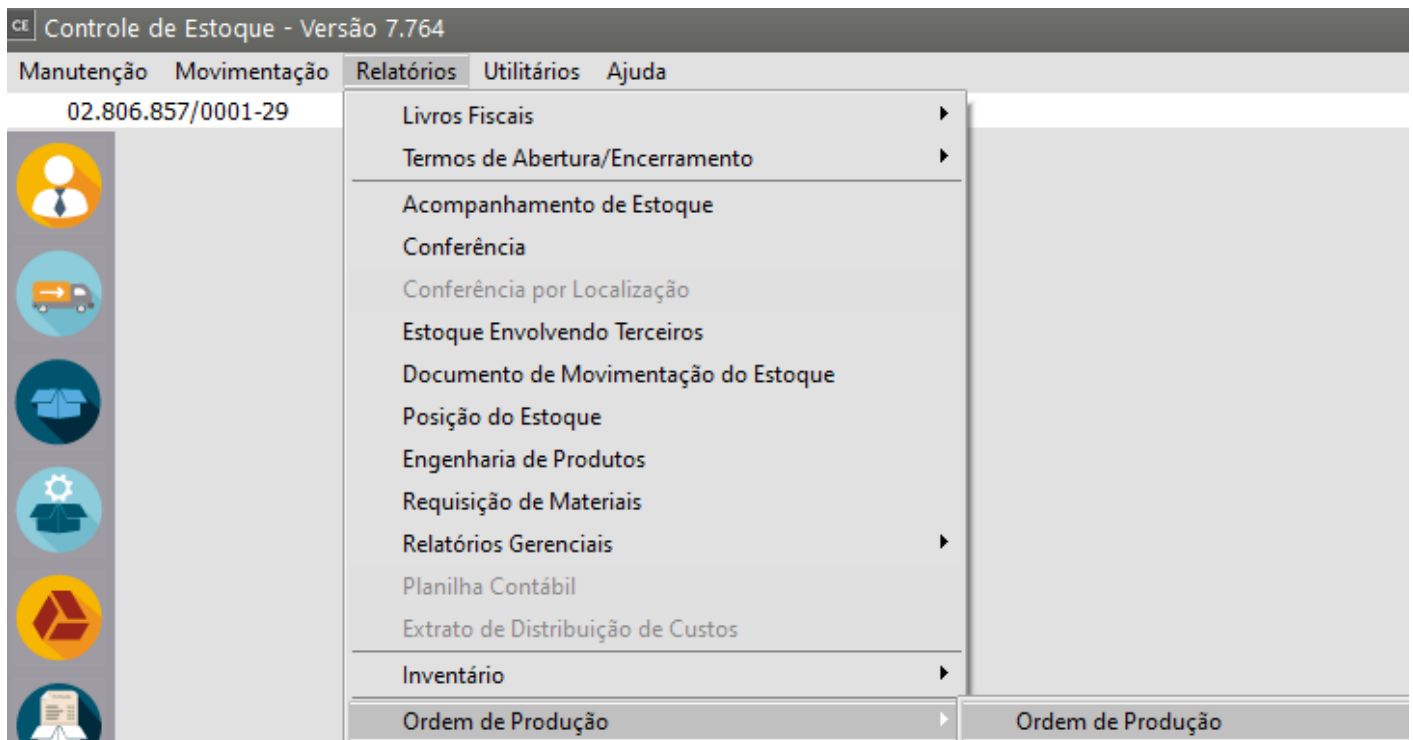 CE Controle de Estoque - Versão 7.764
Manutenção Movimentação Relatórios Utilitários Ajuda
02.806.857/0001-29
Livros Fiscais
Termos de Abertura/Encerramento
Acompanhamento de Estoque
Conferência
Conferência por Localização
Estoque Envolvendo Terceiros
Documento de Movimentação do Estoque
Posição do Estoque
Engenharia de Produtos
Requisição de Materiais
Relatórios Gerenciais
Planilha Contábil
Extrato de Distribuição de Custos
Inventário
Ordem de Produção Ordem de Produção